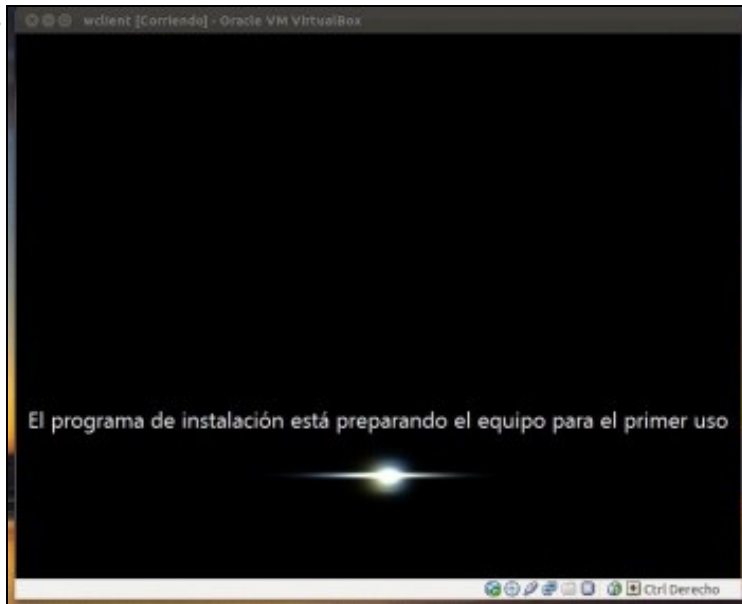 wclient [Corriendo] - Oracle VM VirtualBox
El programa de instalación está preparando el equipo para el primer uso
Ctrl Derecho